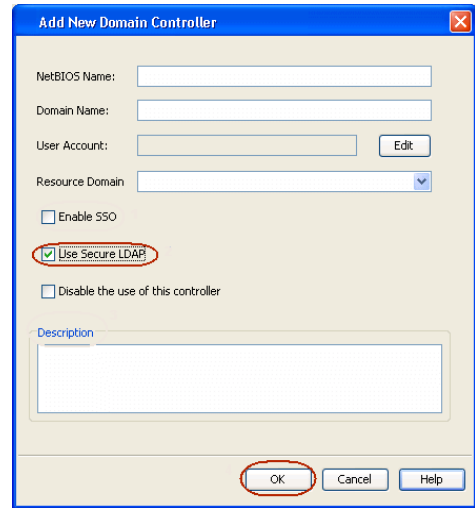 Add New Domain Controller
NetBIOS Name:
Domain Name:
User Account:
Edit
Resource Domain
Enable SSO
Use Secure LDAP
Disable the use of this controller
Description
OK
Cancel
Help